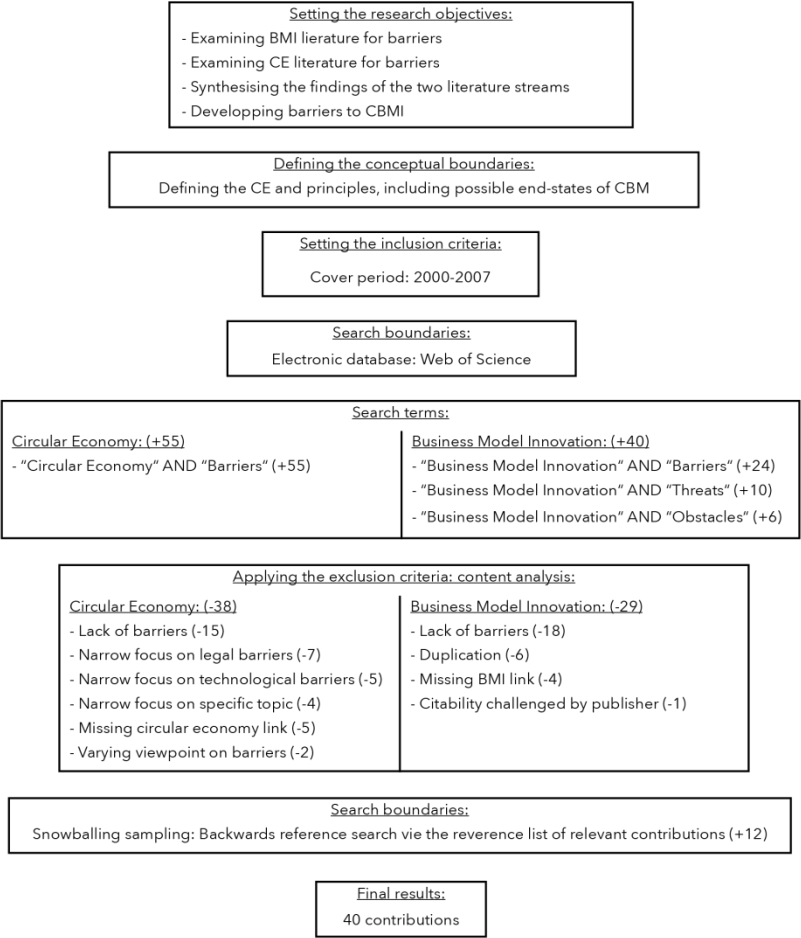 Setting the research objectives:
- Examining BMI lierature for barriers
- Examining CE literature for barriers
- Synthesising the findings of the two literature streams
- Developping barriers to CBMI
Defining the conceptual boundaries:
Defining the CE and principles, including possible end-states of CBM
Setting the inclusion criteria:
Cover period: 2000-2007
Search boundaries:
Electronic database: Web of Science
Search terms:
Circular Economy: (+55)
- "Circular Economy" AND "Barriers" (+55)
Business Model Innovation: (+40)
- "Business Model Innovation" AND "Barriers" (+24)
- "Business Model Innovation" AND "Threats" (+10)
- "Business Model Innovation" AND "Obstacles" (+6)
Applying the exclusion criteria: content analysis:
Circular Economy: (-38)
- Lack of barriers (-15)
- Narrow focus on legal barriers (-7)
- Narrow focus on technological barriers (-5)
- Narrow focus on specific topic (-4)
- Missing circular economy link (-5)
- Varying viewpoint on barriers (-2)
Business Model Innovation: (-29)
- Lack of barriers (-18)
- Duplication (-6)
- Missing BMI link (-4)
- Citability challenged by publisher (-1)
Search boundaries:
Snowballing sampling: Backwards reference search vie the reverence list of relevant contributions (+12)
Final results:
40 contributions